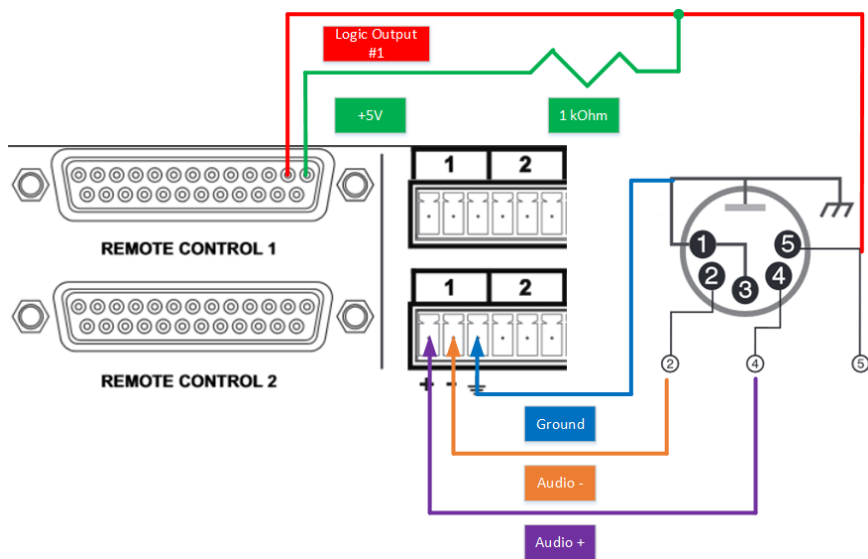 Logic Output
#1
+5V
1 kOhm
1 2
REMOTE CONTROL 1
1 2
REMOTE CONTROL 2
+ -
1
2
3
4
5
2
4
5
Ground
Audio -
Audio +